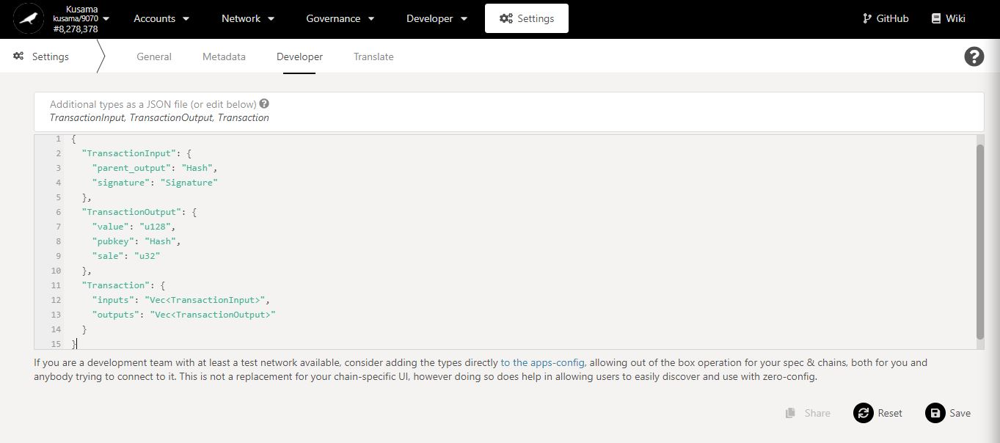 Kusama
kusama/9070
#8,278,378
Accounts
Network
Governance
Developer
Settings
GitHub
Wiki
Settings
General
Metadata
Developer
Translate
?
Additional types as a JSON file (or edit below) ?
TransactionInput, TransactionOutput, Transaction
1 {
2 "TransactionInput": {
3 "parent_output": "Hash",
4 "signature": "Signature"
5 },
6 "TransactionOutput": {
7 "value": "u128",
8 "pubkey": "Hash",
9 "sale": "u32"
10 },
11 "Transaction": {
12 "inputs": "Vec<TransactionInput>",
13 "outputs": "Vec<TransactionOutput>"
14 }
15 }
If you are a development team with at least a test network available, consider adding the types directly to the apps-config, allowing out of the box operation for your spec & chains, both for you and
anybody trying to connect to it. This is not a replacement for your chain-specific UI, however doing so does help in allowing users to easily discover and use with zero-config.
Share
Reset
Save